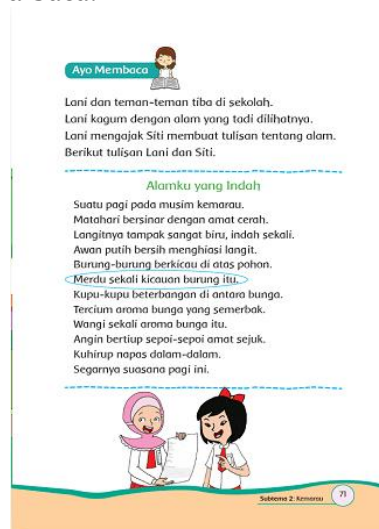 Ayo Membaca
Lani dan teman-teman tiba di sekolah.
Lani kagum dengan alam yang tadi dilihatnya.
Lani mengajak Siti membuat tulisan tentang alam.
Berikut tulisan Lani dan Siti.
Alamku yang Indah
Suatu pagi pada musim kemarau.
Matahari bersinar dengan amat cerah.
Langitnya tampak sangat biru, indah sekali.
Awan putih bersih menghiasi langit.
Burung-burung berkicau di atas pohon.
Merdu sekali kicauan burung itu.
Kupu-kupu beterbangan di antara bunga.
Tercium aroma bunga yang semerbak.
Wangi sekali aroma bunga itu.
Angin bertiup sepoi-sepoi amat sejuk.
Kuhirup napas dalam-dalam.
Segarnya suasana pagi ini.
Subtema 2: Kemarau 71